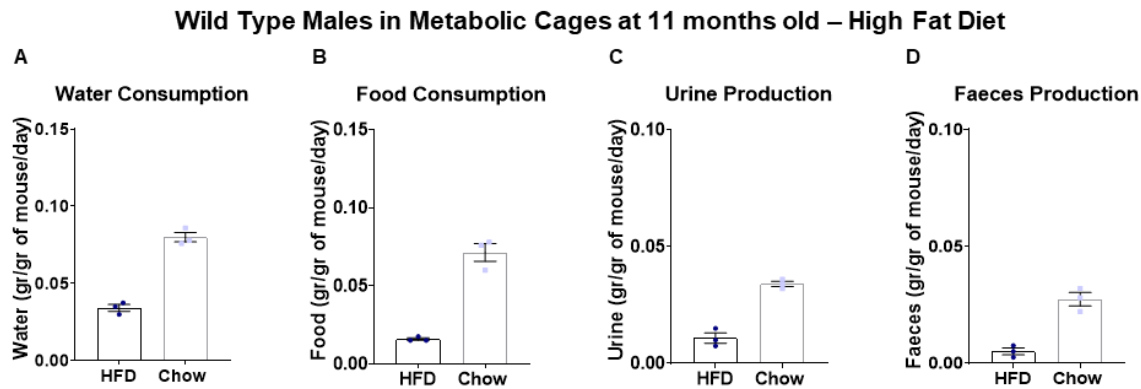 Wild Type Males in Metabolic Cages at 11 months old – High Fat Diet
A
Water Consumption
Water (gr/gr of mouse/day)
0.15
0.10
0.05
0.00
HFD Chow
B
Food Consumption
Food (gr/gr of mouse/day)
0.15
0.10
0.05
0.00
HFD Chow
C
Urine Production
Urine (gr/gr of mouse/day)
0.10
0.05
0.00
HFD Chow
D
Faeces Production
Faeces (gr/gr of mouse/day)
0.10
0.05
0.00
HFD Chow